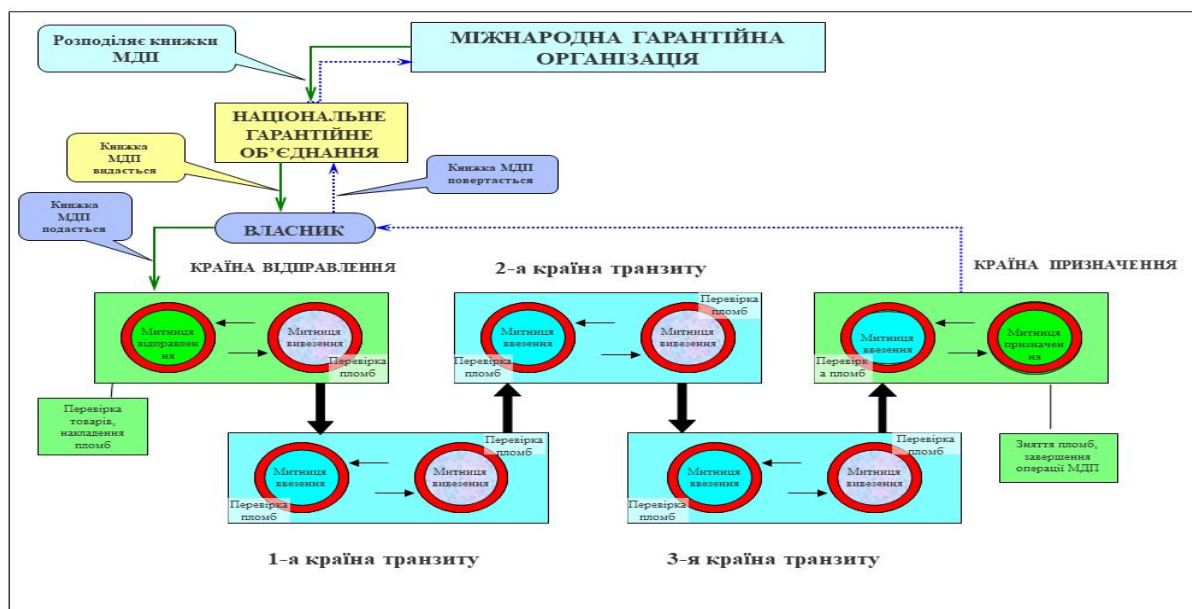 Розподіляє книжки
МДП
МІЖНАРОДНА ГАРАНТІЙНА
ОРГАНІЗАЦІЯ
НАЦІОНАЛЬНЕ
ГАРАНТІЙНЕ
ОБ’ЄДНАННЯ
Книжка
МДП
видається
Книжка МДП
повертається
Книжка
МДП
подається
ВЛАСНИК
КРАЇНА ВІДПРАВЛЕННЯ
2-а країна транзиту
КРАЇНА ПРИЗНАЧЕННЯ
Митниця
відправлен
ня
Митниця
вивезення
Перевірка
пломб
Митниця
ввезення
Перевірка
пломб
Митниця
вивезення
Перевірка
пломб
Митниця
ввезення
Перевірк
а пломб
Митниця
призначен
ня
Перевірка
товарів,
накладення
пломб
Зняття пломб,
завершення
операції МДП
Митниця
ввезення
Перевірка
пломб
Митниця
вивезення
Перевірка
пломб
Митниця
ввезення
Перевірка
пломб
Митниця
вивезення
Перевірка
пломб
1-а країна транзиту
3-я країна транзиту